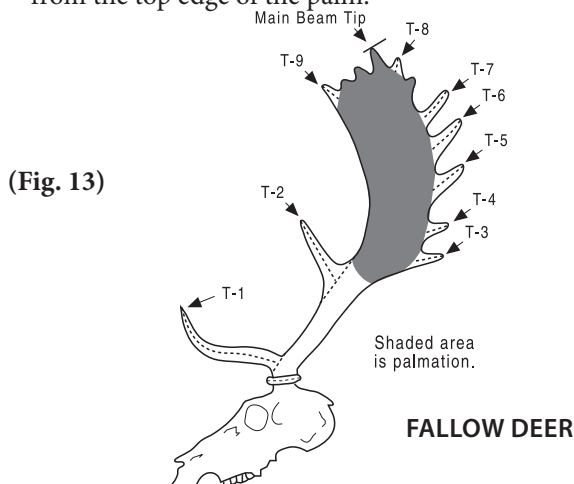 from the top edge of the palm.
Main Beam Tip
T-8
T-9
T-7
T-6
T-5
(Fig. 13)
T-2
T-4
T-3
T-1
Shaded area
is palmation.
FALLOW DEER